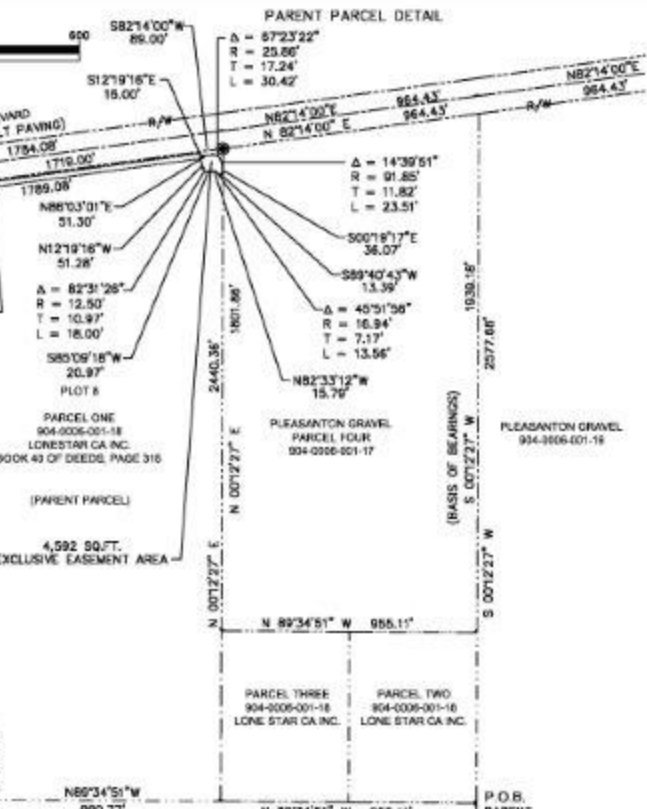 PARENT PARCEL DETAIL
600
S82°14'00"W
89.00'
Δ = 67°23'22"
R = 25.86'
T = 17.24'
L = 30.42'
S12°19'16"E
16.00'
R/W
N82°14'00"E
964.43'
N82°14'00"E
964.43'
R/W
N 82°14'00" E
964.43'
VARD
LT PAVING)
1784.08'
1719.00'
1789.08'
Δ = 14°39'51"
R = 91.85'
T = 11.82'
L = 23.51'
N86°03'01"E
51.30'
S00°19'17"E
36.07'
N12°19'16"W
51.28'
S89°40'43"W
13.39'
Δ = 82°31'26"
R = 12.50'
T = 10.97'
L = 18.00'
Δ = 45°51'56"
R = 16.94'
T = 7.17'
L = 13.56'
S85°09'18"W
20.97'
N82°33'12"W
15.79'
PLOT 8
PARCEL ONE
904-0006-001-18
LONESTAR CA INC.
BOOK 40 OF DEEDS, PAGE 316
(PARENT PARCEL)
4,592 SQ.FT.
EXCLUSIVE EASEMENT AREA
N 00°12'27" E
2440.36'
N 00°12'27" E
1801.86'
PLEASANTON GRAVEL
PARCEL FOUR
904-0006-001-17
(BASIS OF BEARINGS)
S 00°12'27" W
1939.16'
S 00°12'27" W
2577.68'
PLEASANTON GRAVEL
904-0006-001-19
N 89°34'51" W
955.11'
PARCEL THREE
904-0006-001-18
LONE STAR CA INC.
PARCEL TWO
904-0006-001-18
LONE STAR CA INC.
N89°34'51"W
P.O.B.